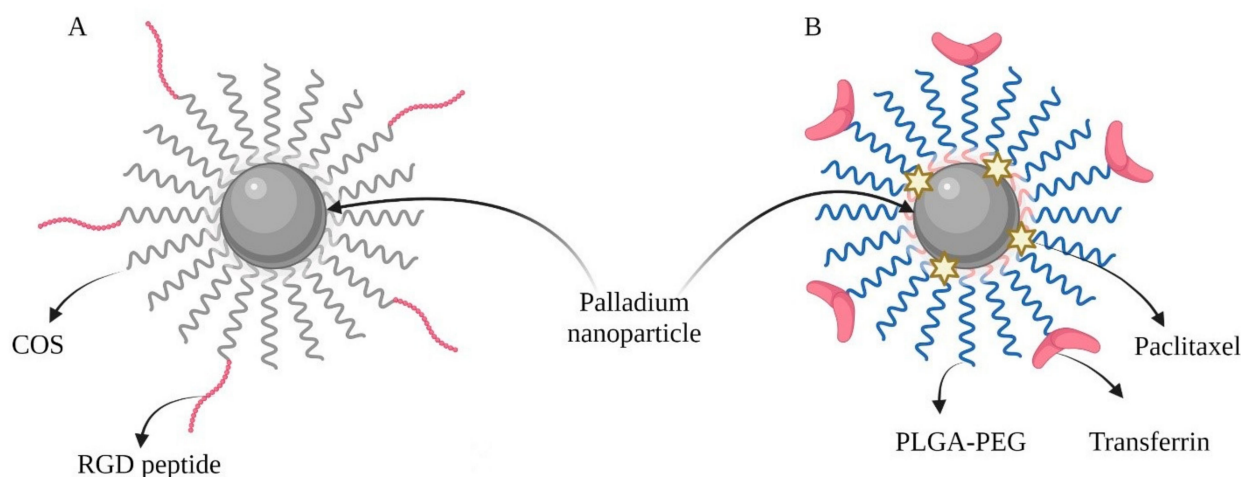 A
B
COS
RGD peptide
Palladium
nanoparticle
Paclitaxel
PLGA-PEG
Transferrin